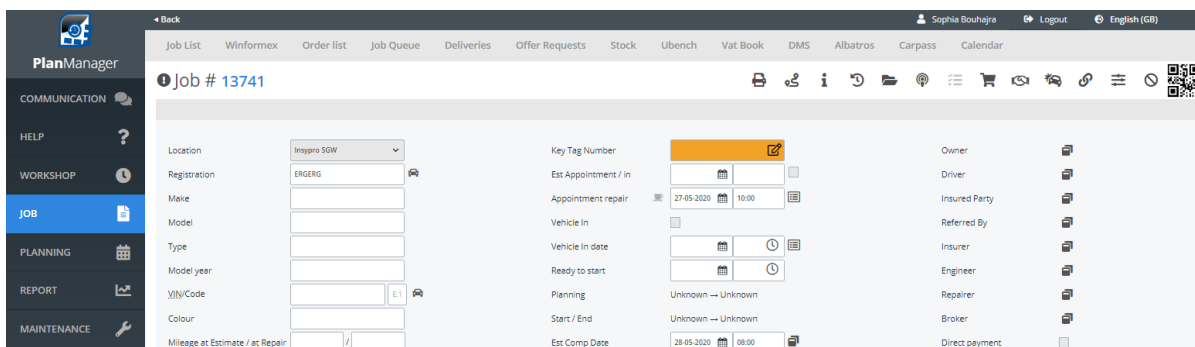 ◂ Back Sophia Bouhajra Logout English (GB)
PlanManager
Job List Winformex Order list Job Queue Deliveries Offer Requests Stock Ubench Vat Book DMS Albatros Carpass Calendar
Job # 13741
COMMUNICATION
HELP
WORKSHOP
JOB
PLANNING
REPORT
MAINTENANCE
Location Insypro SGW Key Tag Number Owner
Registration ERGERG Est Appointment / in Driver
Make Appointment repair 27-05-2020 10:00 Insured Party
Model Vehicle In Referred By
Type Vehicle In date Insurer
Model year Ready to start Engineer
VIN/Code E.1 Planning Unknown → Unknown Repairer
Colour Start / End Unknown → Unknown Broker
Mileage at Estimate / at Repair / Est Comp Date 28-05-2020 08:00 Direct payment